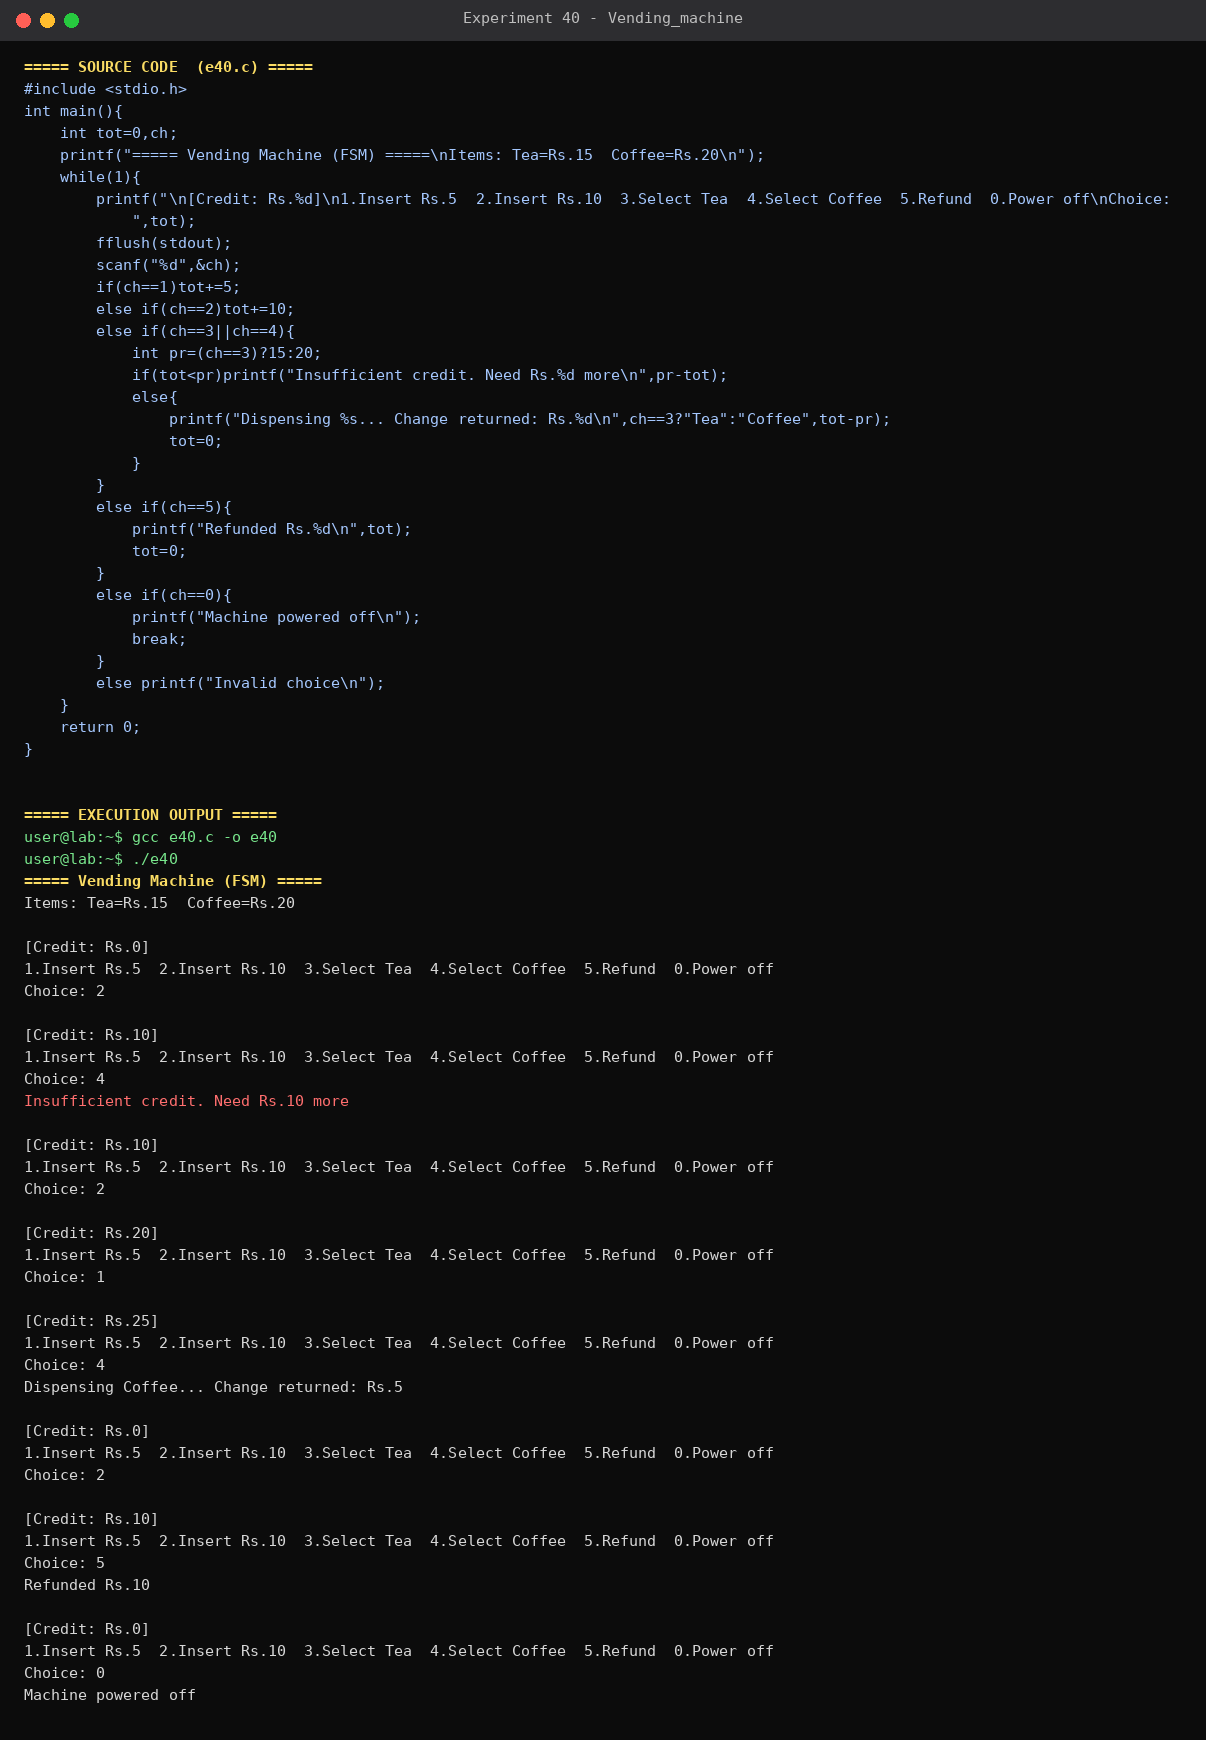 Experiment 40 - Vending_machine
===== SOURCE CODE  (e40.c) =====
#include <stdio.h>
int main(){
    int tot=0,ch;
    printf("===== Vending Machine (FSM) =====\nItems: Tea=Rs.15  Coffee=Rs.20\n");
    while(1){
        printf("\n[Credit: Rs.%d]\n1.Insert Rs.5  2.Insert Rs.10  3.Select Tea  4.Select Coffee  5.Refund  0.Power off\nChoice:
            ",tot);
        fflush(stdout);
        scanf("%d",&ch);
        if(ch==1)tot+=5;
        else if(ch==2)tot+=10;
        else if(ch==3||ch==4){
            int pr=(ch==3)?15:20;
            if(tot<pr)printf("Insufficient credit. Need Rs.%d more\n",pr-tot);
            else{
                printf("Dispensing %s... Change returned: Rs.%d\n",ch==3?"Tea":"Coffee",tot-pr);
                tot=0;
            }
        }
        else if(ch==5){
            printf("Refunded Rs.%d\n",tot);
            tot=0;
        }
        else if(ch==0){
            printf("Machine powered off\n");
            break;
        }
        else printf("Invalid choice\n");
    }
    return 0;
}
===== EXECUTION OUTPUT =====
user@lab:~$ gcc e40.c -o e40
user@lab:~$ ./e40
===== Vending Machine (FSM) =====
Items: Tea=Rs.15  Coffee=Rs.20
[Credit: Rs.0]
1.Insert Rs.5  2.Insert Rs.10  3.Select Tea  4.Select Coffee  5.Refund  0.Power off
Choice: 2
[Credit: Rs.10]
1.Insert Rs.5  2.Insert Rs.10  3.Select Tea  4.Select Coffee  5.Refund  0.Power off
Choice: 4
Insufficient credit. Need Rs.10 more
[Credit: Rs.10]
1.Insert Rs.5  2.Insert Rs.10  3.Select Tea  4.Select Coffee  5.Refund  0.Power off
Choice: 2
[Credit: Rs.20]
1.Insert Rs.5  2.Insert Rs.10  3.Select Tea  4.Select Coffee  5.Refund  0.Power off
Choice: 1
[Credit: Rs.25]
1.Insert Rs.5  2.Insert Rs.10  3.Select Tea  4.Select Coffee  5.Refund  0.Power off
Choice: 4
Dispensing Coffee... Change returned: Rs.5
[Credit: Rs.0]
1.Insert Rs.5  2.Insert Rs.10  3.Select Tea  4.Select Coffee  5.Refund  0.Power off
Choice: 2
[Credit: Rs.10]
1.Insert Rs.5  2.Insert Rs.10  3.Select Tea  4.Select Coffee  5.Refund  0.Power off
Choice: 5
Refunded Rs.10
[Credit: Rs.0]
1.Insert Rs.5  2.Insert Rs.10  3.Select Tea  4.Select Coffee  5.Refund  0.Power off
Choice: 0
Machine powered off